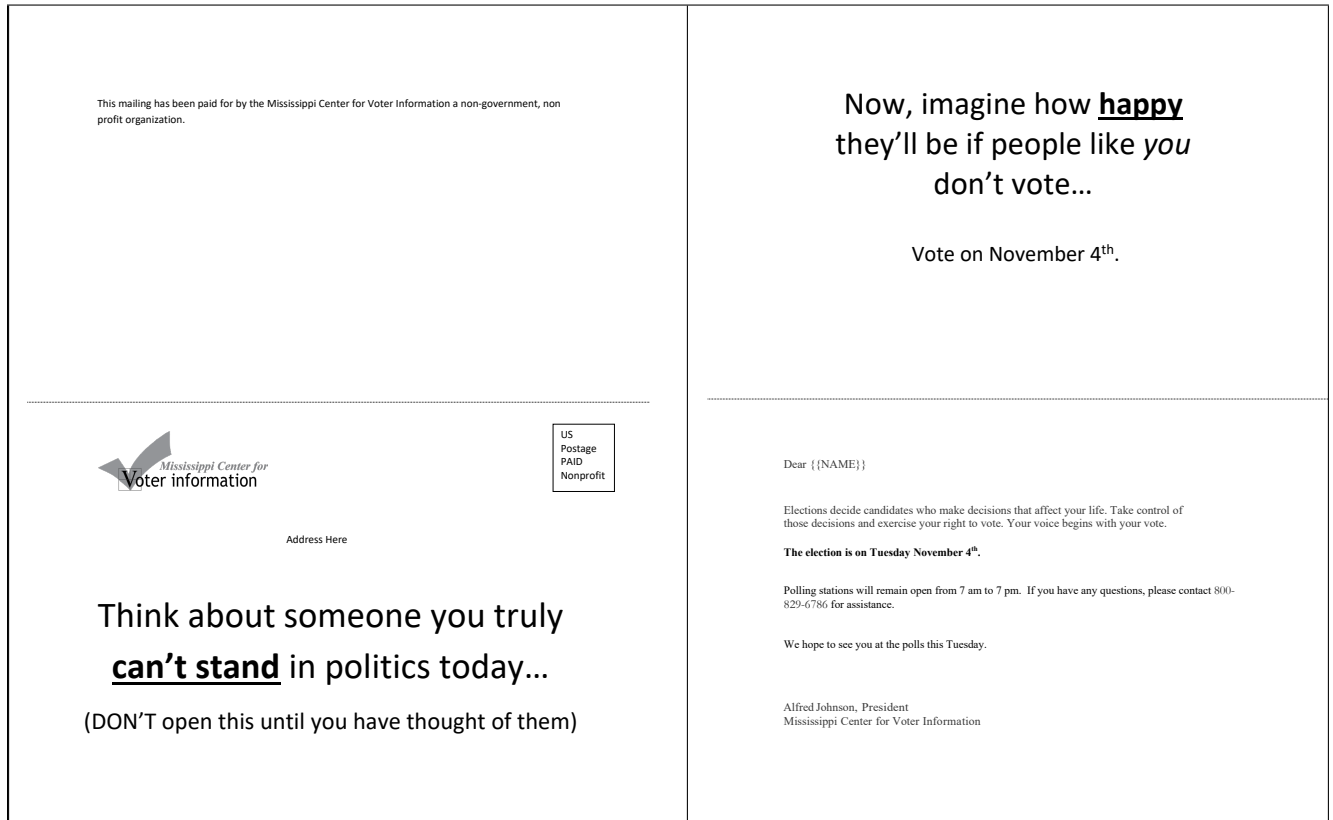 This mailing has been paid for by the Mississippi Center for Voter Information a non-government, non
profit organization.
Mississippi Center for
Voter information
US
Postage
PAID
Nonprofit
Address Here
Think about someone you truly
can’t stand in politics today…
(DON’T open this until you have thought of them)
Now, imagine how happy
they’ll be if people like you
don’t vote…
Vote on November 4th.
Dear {{NAME}}
Elections decide candidates who make decisions that affect your life. Take control of
those decisions and exercise your right to vote. Your voice begins with your vote.
The election is on Tuesday November 4th.
Polling stations will remain open from 7 am to 7 pm.  If you have any questions, please contact 800-
829-6786 for assistance.
We hope to see you at the polls this Tuesday.
Alfred Johnson, President
Mississippi Center for Voter Information